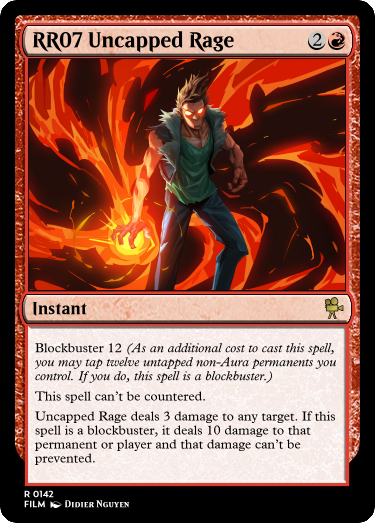 RR07 Uncapped Rage 2
Instant
Blockbuster 12 (As an additional cost to cast this spell,
you may tap twelve untapped non-Aura permanents you
control. If you do, this spell is a blockbuster.)
This spell can't be countered.
Uncapped Rage deals 3 damage to any target. If this
spell is a blockbuster, it deals 10 damage to that
permanent or player and that damage can't be
prevented.
R 0142
FILM Didier Nguyen